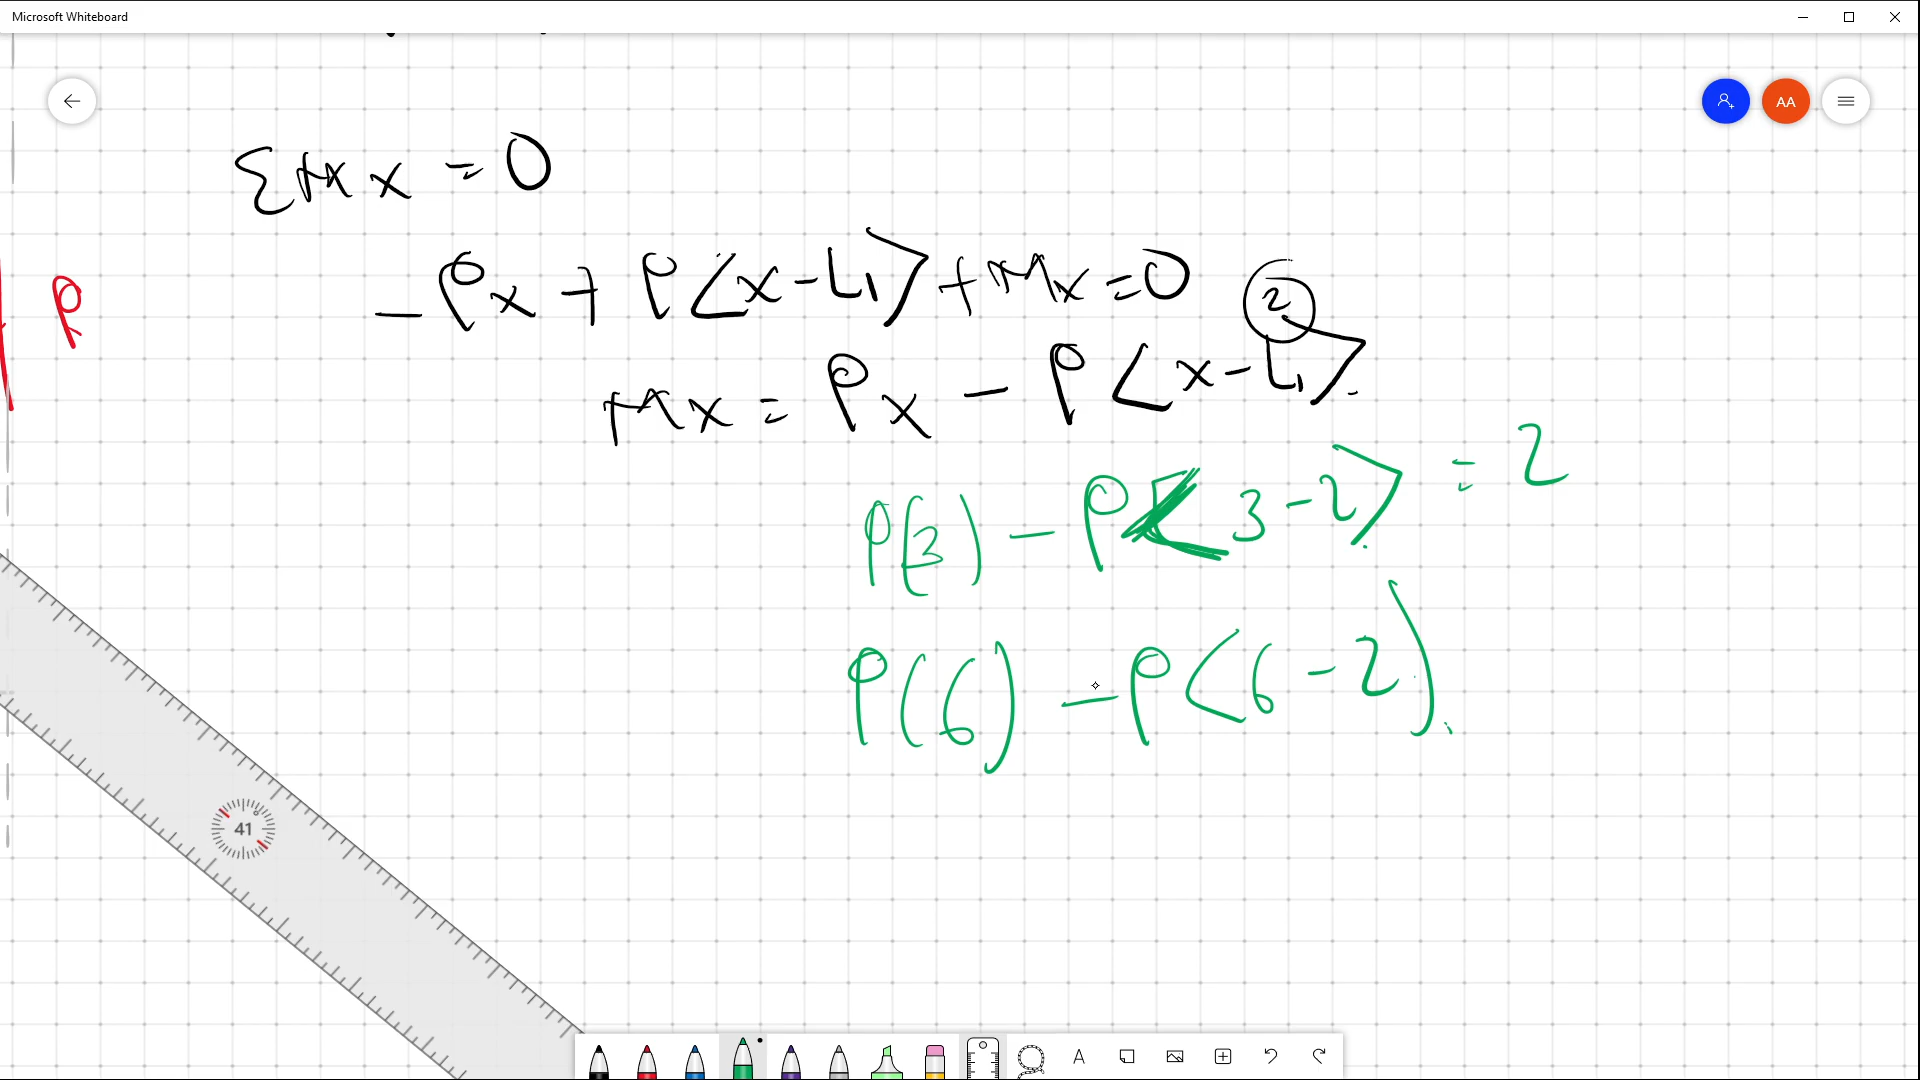 Microsoft Whiteboard
AA
ΣMx = 0
P
-Px + P<x-L1> + Mx = 0
2
Mx = Px - P<x-L1>.
P(3) - P<3-2> = 2
P(6) - P<6-2).
41
A